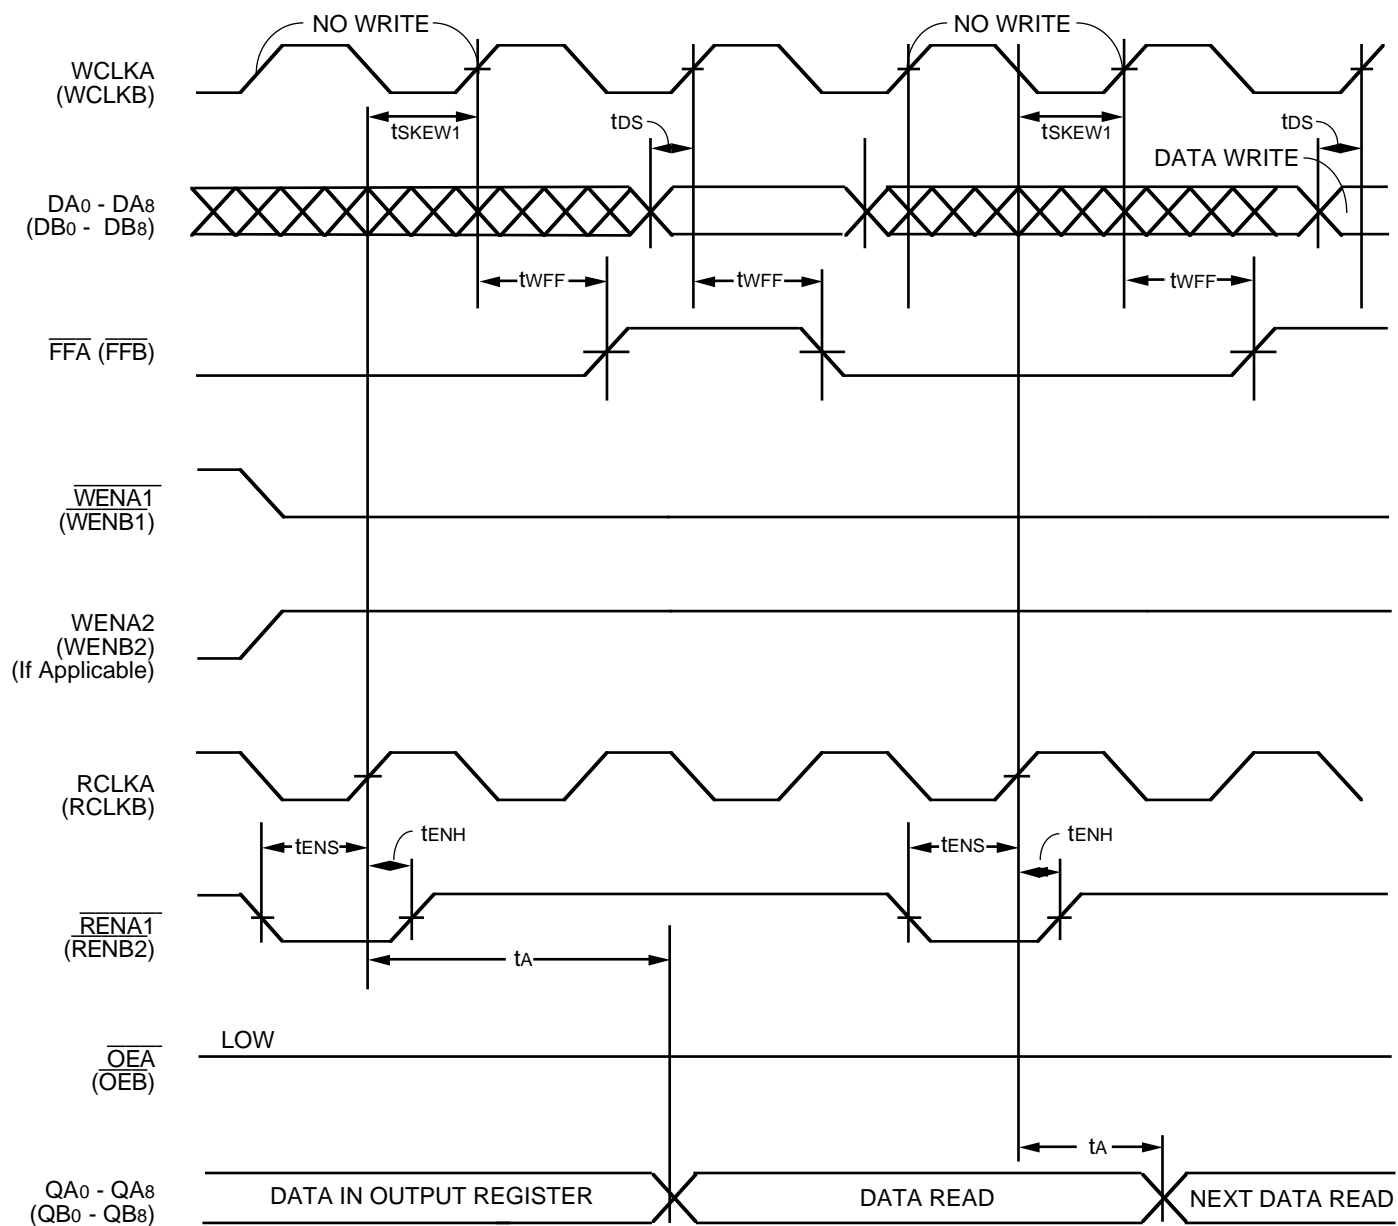 NO WRITE
NO WRITE
WCLKA
(WCLKB)
tSKEW1
tDS
tSKEW1
tDS
DATA WRITE
DA0 - DA8
(DB0 - DB8)
tWFF
tWFF
tWFF
FFA (FFB)
WENA1
(WENB1)
WENA2
(WENB2)
(If Applicable)
RCLKA
(RCLKB)
tENS
tENH
tENS
tENH
RENA1
(RENB2)
tA
LOW
OEA
(OEB)
tA
QA0 - QA8
(QB0 - QB8)
DATA IN OUTPUT REGISTER
DATA READ
NEXT DATA READ